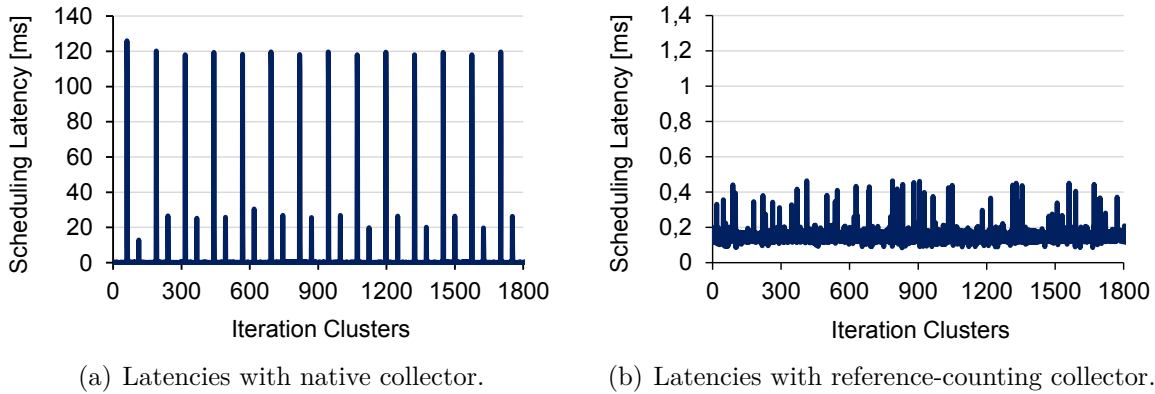 Scheduling Latency [ms]
140
120
100
80
60
40
20
0
0 300 600 900 1200 1500 1800
Iteration Clusters
(a) Latencies with native collector.
Scheduling Latency [ms]
1,4
1,2
1
0,8
0,6
0,4
0,2
0
0 300 600 900 1200 1500 1800
Iteration Clusters
(b) Latencies with reference-counting collector.